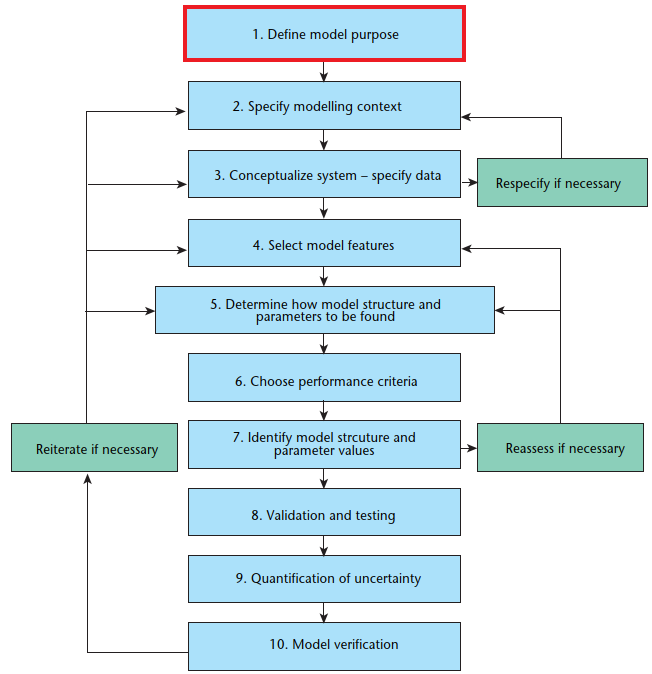 1. Define model purpose
2. Specify modelling context
3. Conceptualize system – specify data
Respecify if necessary
4. Select model features
5. Determine how model structure and
parameters to be found
6. Choose performance criteria
7. Identify model strcuture and
parameter values
Reiterate if necessary
Reassess if necessary
8. Validation and testing
9. Quantification of uncertainty
10. Model verification